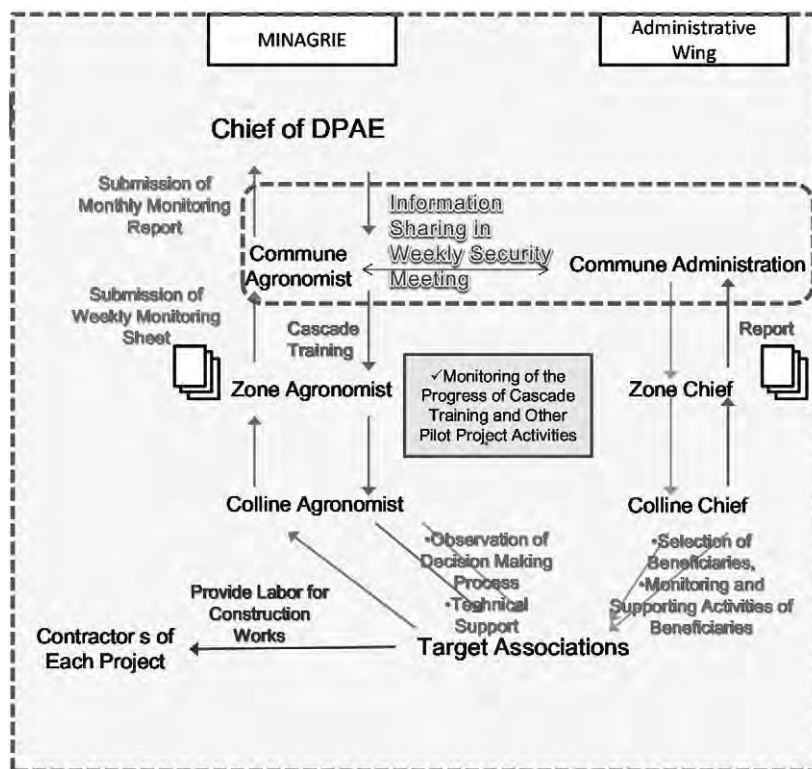 MINAGRIE
Administrative
Wing
Chief of DPAE
Submission of
Monthly Monitoring
Report
Information
Sharing In
Weekly Security
Meeting
Commune
Agronomist
Commune Administration
Submission of
Weekly Monitoring
Sheet
Cascade
Training
Report
Zone Agronomist
✓Monitoring of the
Progress of Cascade
Training and Other
Pilot Project Activities
Zone Chief
Colline Agronomist
Colline Chief
•Observation of
Decision Making
Process
•Technical
Support
•Selection of
Beneficiaries,
•Monitoring and
Supporting Activities of
Beneficiaries
Provide Labor for
Construction
Works
Contractor s of
Each Project
Target Associations